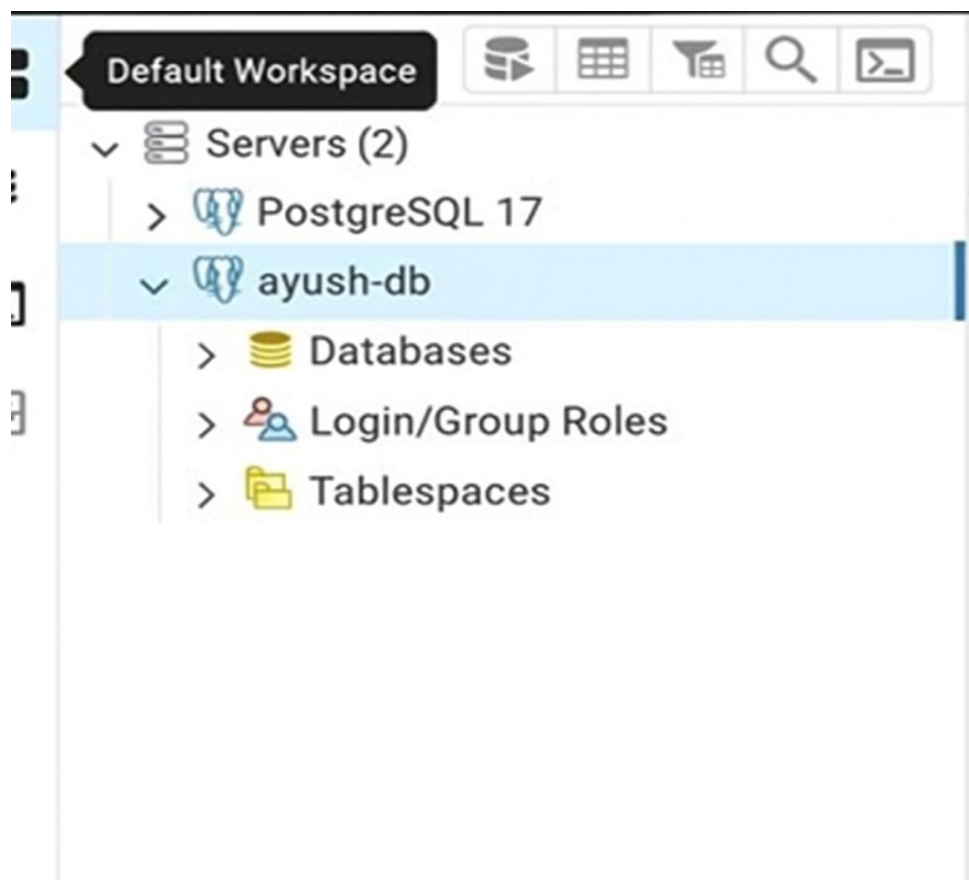 Default Workspace
Servers (2)
PostgreSQL 17
ayush-db
Databases
Login/Group Roles
Tablespaces